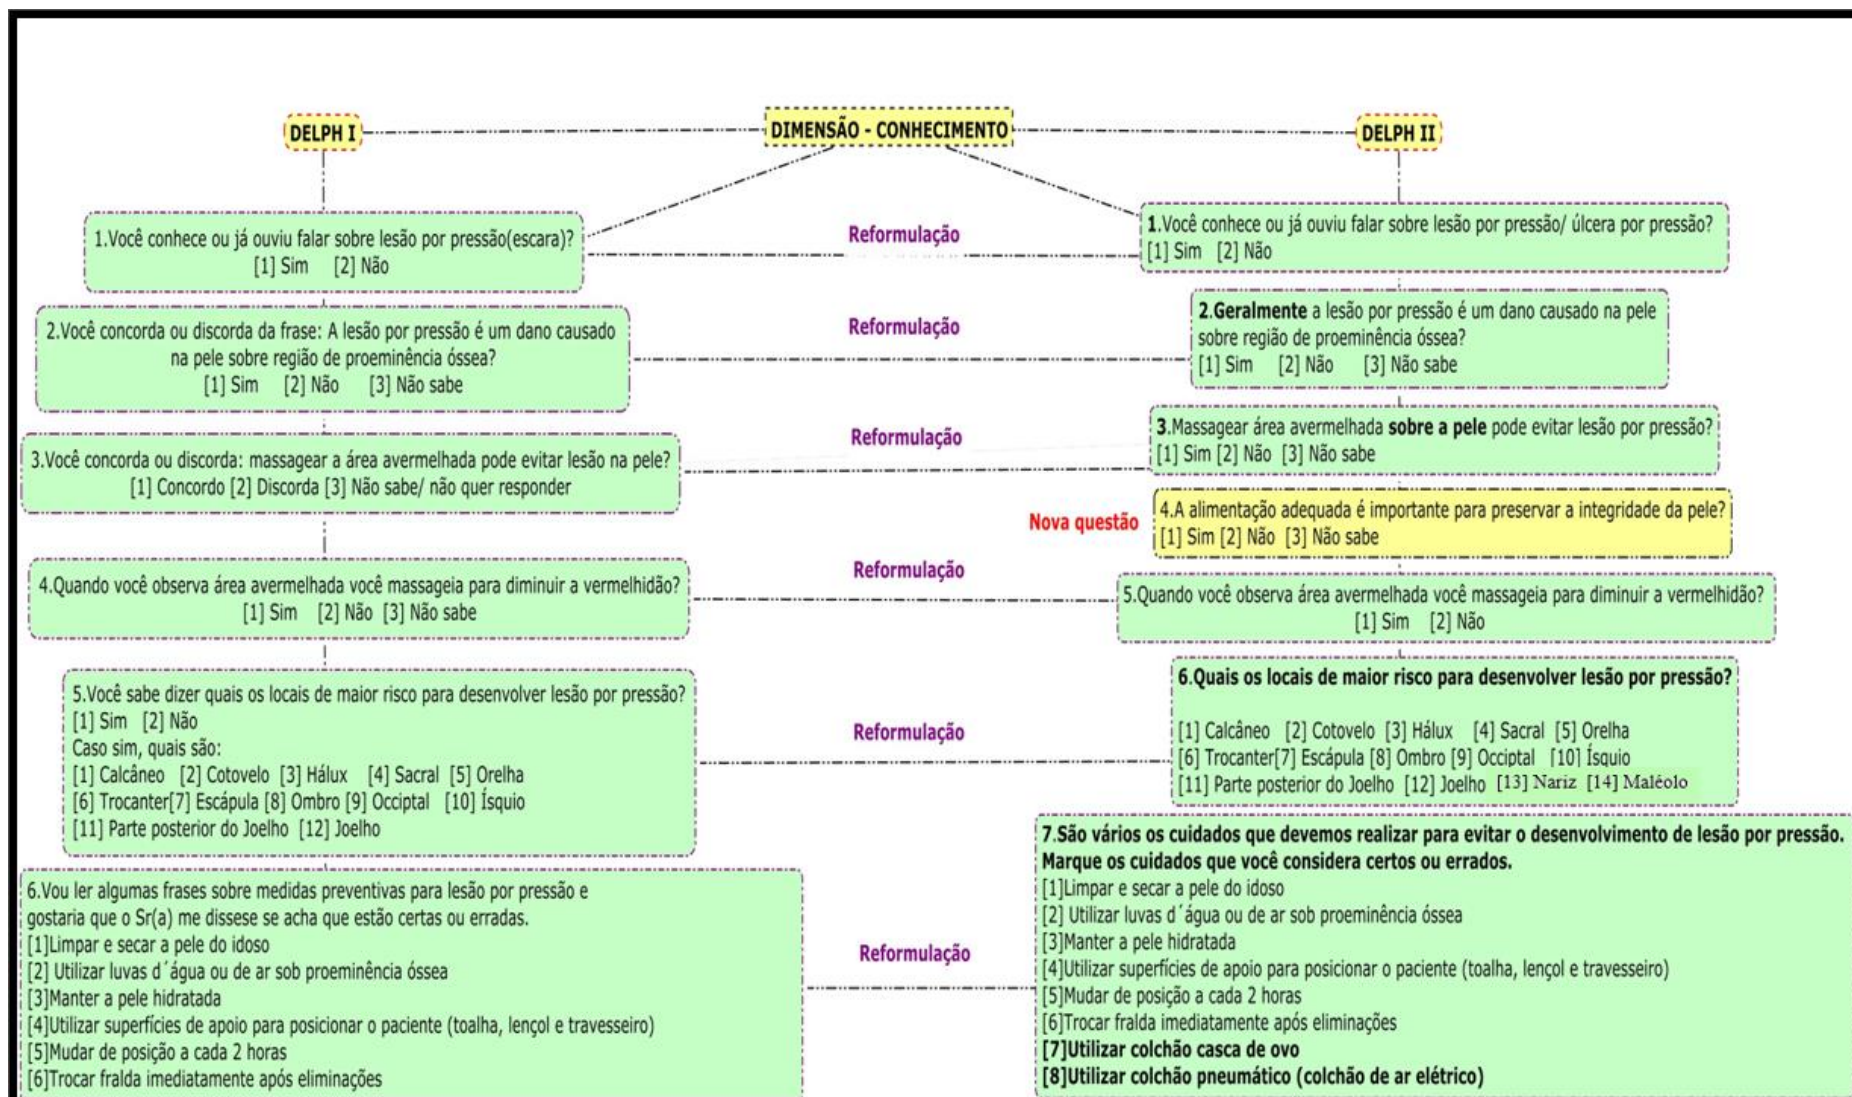 DELPH I
DIMENSÃO - CONHECIMENTO
DELPH II
1.Você conhece ou já ouviu falar sobre lesão por pressão(escara)?
[1] Sim [2] Não
Reformulação
1.Você conhece ou já ouviu falar sobre lesão por pressão/ úlcera por pressão?
[1] Sim [2] Não
2.Você concorda ou discorda da frase: A lesão por pressão é um dano causado
na pele sobre região de proeminência óssea?
[1] Sim [2] Não [3] Não sabe
Reformulação
2.Geralmente a lesão por pressão é um dano causado na pele
sobre região de proeminência óssea?
[1] Sim [2] Não [3] Não sabe
3.Você concorda ou discorda: massagear a área avermelhada pode evitar lesão na pele?
[1] Concordo [2] Discorda [3] Não sabe/ não quer responder
Reformulação
3.Massagear área avermelhada sobre a pele pode evitar lesão por pressão?
[1] Sim [2] Não [3] Não sabe
Nova questão
4.A alimentação adequada é importante para preservar a integridade da pele?
[1] Sim [2] Não [3] Não sabe
4.Quando você observa área avermelhada você massageia para diminuir a vermelhidão?
[1] Sim [2] Não [3] Não sabe
Reformulação
5.Quando você observa área avermelhada você massageia para diminuir a vermelhidão?
[1] Sim [2] Não
5.Você sabe dizer quais os locais de maior risco para desenvolver lesão por pressão?
[1] Sim [2] Não
Caso sim, quais são:
[1] Calcâneo [2] Cotovelo [3] Hálux [4] Sacral [5] Orelha
[6] Trocanter[7] Escápula [8] Ombro [9] Occiptal [10] Ísquio
[11] Parte posterior do Joelho [12] Joelho
Reformulação
6.Quais os locais de maior risco para desenvolver lesão por pressão?
[1] Calcâneo [2] Cotovelo [3] Hálux [4] Sacral [5] Orelha
[6] Trocanter[7] Escápula [8] Ombro [9] Occiptal [10] Ísquio
[11] Parte posterior do Joelho [12] Joelho [13] Nariz [14] Maléolo
6.Vou ler algumas frases sobre medidas preventivas para lesão por pressão e
gostaria que o Sr(a) me dissese se acha que estão certas ou erradas.
[1]Limpar e secar a pele do idoso
[2] Utilizar luvas d´água ou de ar sob proeminência óssea
[3]Manter a pele hidratada
[4]Utilizar superfícies de apoio para posicionar o paciente (toalha, lençol e travesseiro)
[5]Mudar de posição a cada 2 horas
[6]Trocar fralda imediatamente após eliminações
Reformulação
7.São vários os cuidados que devemos realizar para evitar o desenvolvimento de lesão por pressão.
Marque os cuidados que você considera certos ou errados.
[1]Limpar e secar a pele do idoso
[2] Utilizar luvas d´água ou de ar sob proeminência óssea
[3]Manter a pele hidratada
[4]Utilizar superfícies de apoio para posicionar o paciente (toalha, lençol e travesseiro)
[5]Mudar de posição a cada 2 horas
[6]Trocar fralda imediatamente após eliminações
[7]Utilizar colchão casca de ovo
[8]Utilizar colchão pneumático (colchão de ar elétrico)